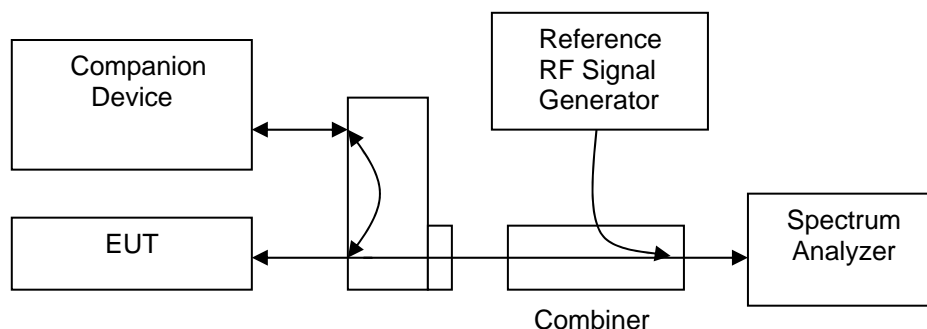 Companion
Device
Reference
RF Signal
Generator
EUT
Spectrum
Analyzer
Combiner